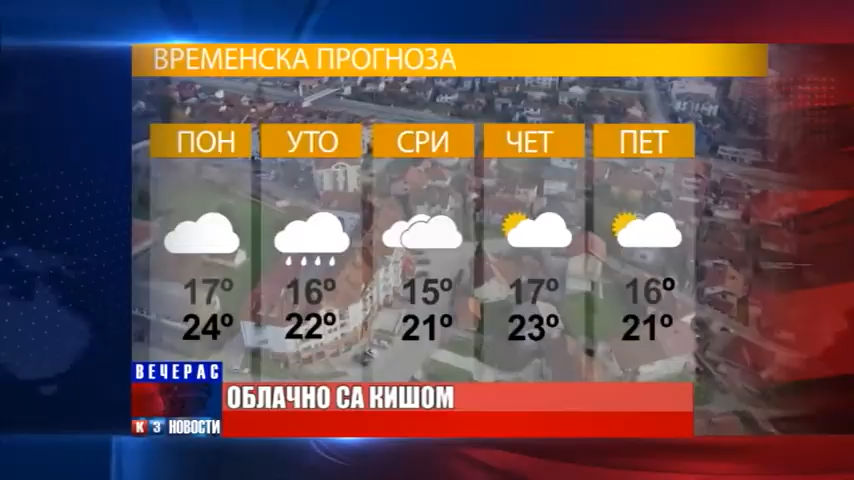 ВРЕМЕНСКА ПРОГНОЗА
ПОН УТО СРИ ЧЕТ ПЕТ
17º 16º 15º 17º 16º
24º 22º 21º 23º 21º
ВЕЧЕРАС
ОБЛАЧНО СА КИШОМ
К 3 НОВОСТИ